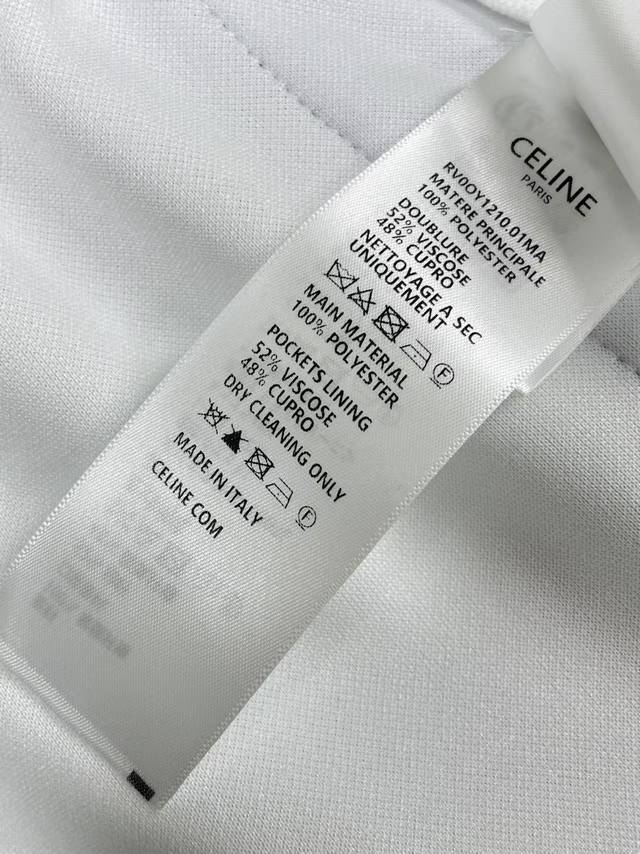 CELINE
PARIS
RV0OY1210.01MA
MATERE PRINCIPALE
100% POLYESTER
DOUBLURE
52% VISCOSE
48% CUPRO
NETTOYAGE A SEC
UNIQUEMENT
F
MAIN MATERIAL
100% POLYESTER
POCKETS LINING
52% VISCOSE
48% CUPRO
DRY CLEANING ONLY
F
MADE IN ITALY
CELINE COM